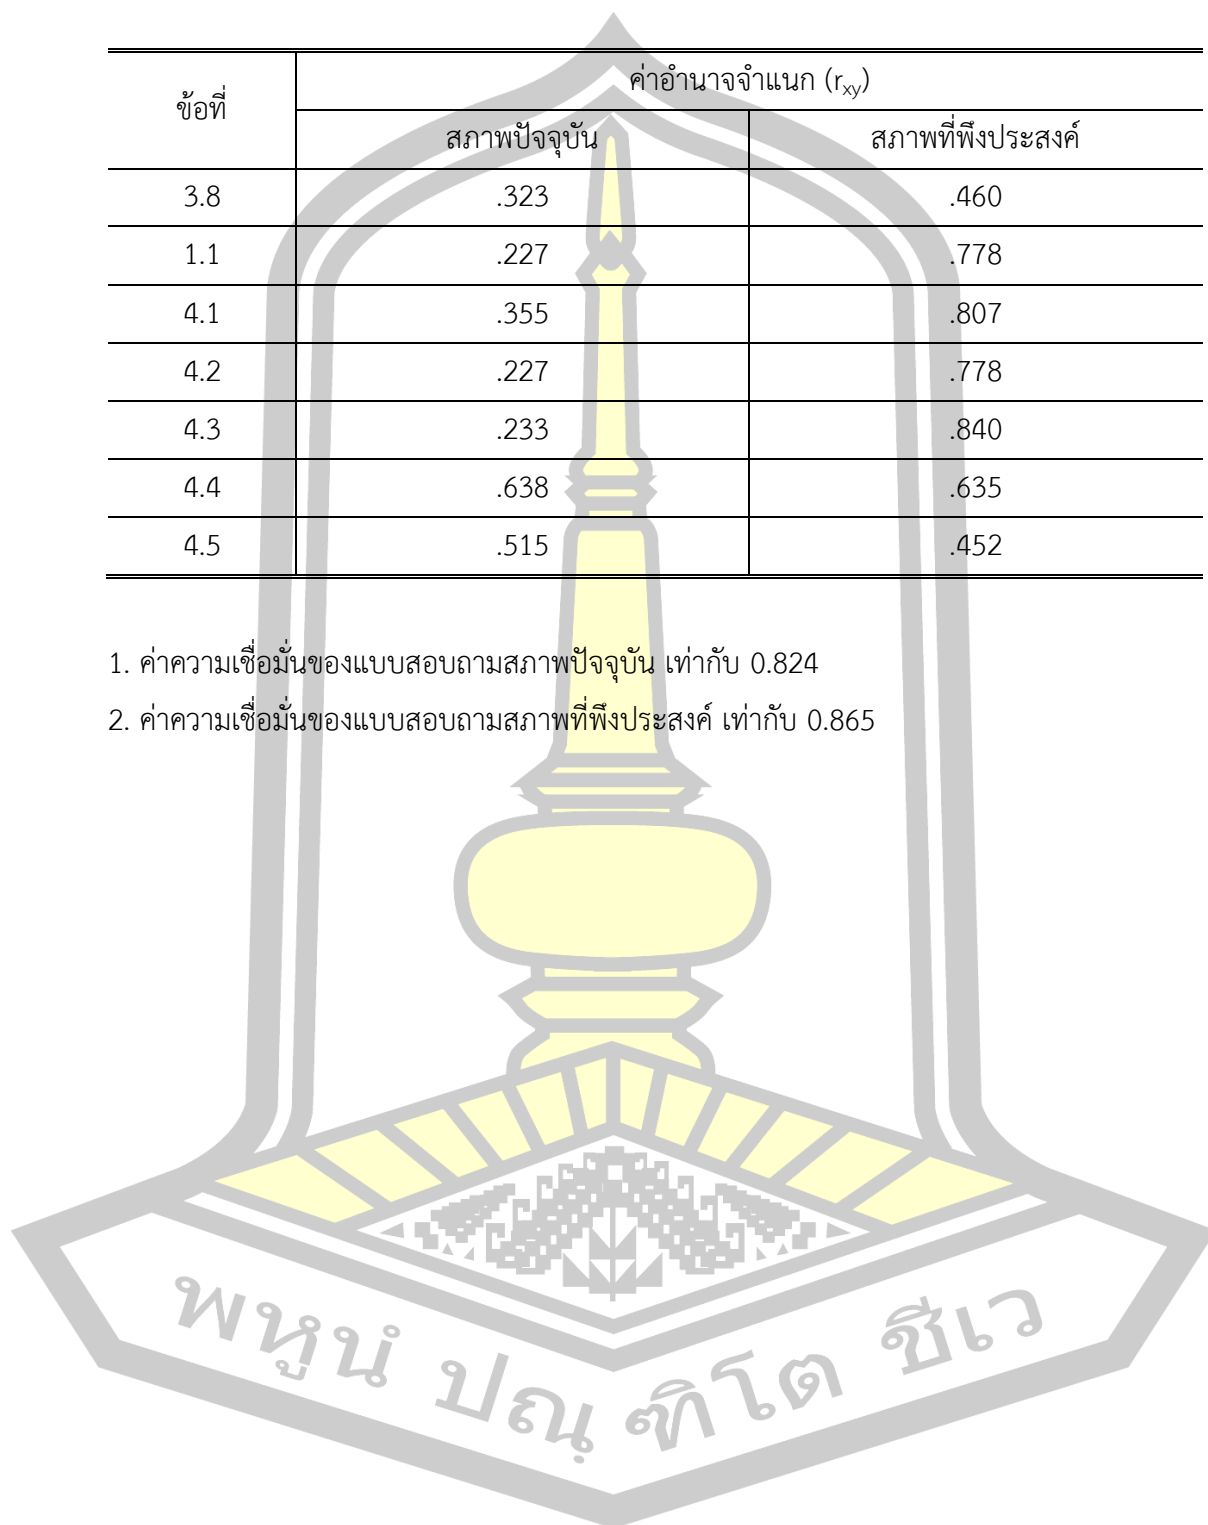 ข้อที่ ค่าอำนาจจำแนก (rxy)
สภาพปัจจุบัน สภาพที่พึงประสงค์
3.8 .323 .460
1.1 .227 .778
4.1 .355 .807
4.2 .227 .778
4.3 .233 .840
4.4 .638 .635
4.5 .515 .452
1. ค่าความเชื่อมั่นของแบบสอบถามสภาพปัจจุบัน เท่ากับ 0.824
2. ค่าความเชื่อมั่นของแบบสอบถามสภาพที่พึงประสงค์ เท่ากับ 0.865
พหูนํ ปณฺฑิโต ชีเว